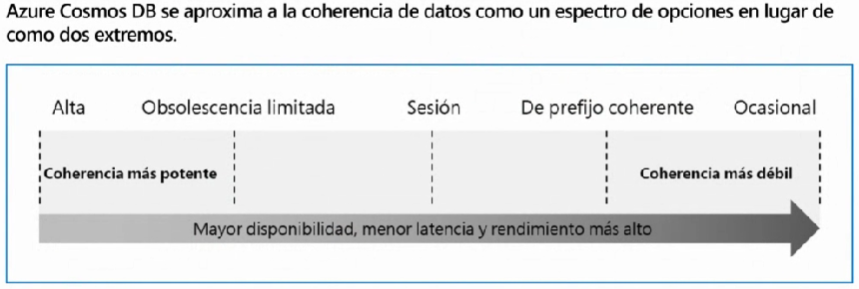 Azure Cosmos DB se aproxima a la coherencia de datos como un espectro de opciones en lugar de
como dos extremos.
Alta Obsolescencia limitada Sesión De prefijo coherente Ocasional
Coherencia más potente Coherencia más débil
Mayor disponibilidad, menor latencia y rendimiento más alto